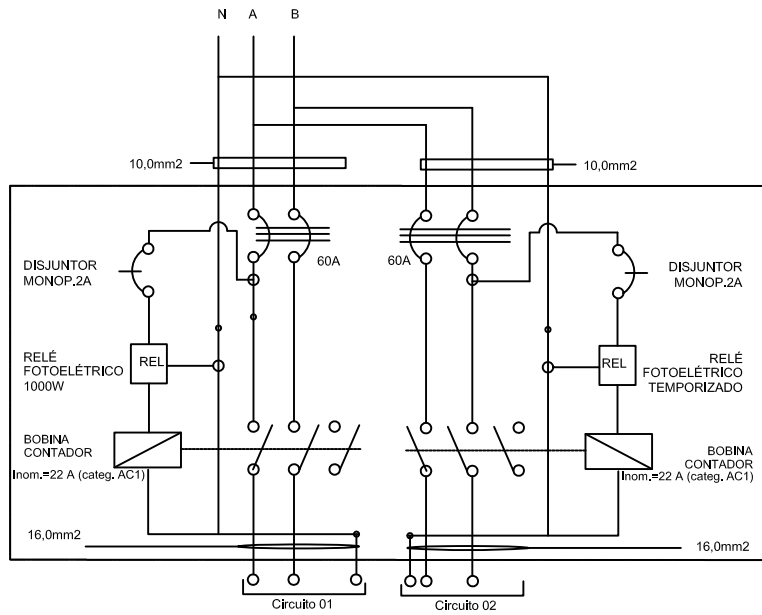 N A B
10,0mm2
10,0mm2
60A
60A
DISJUNTOR
MONOP.2A
DISJUNTOR
MONOP.2A
RELÉ
FOTOELÉTRICO
1000W
REL
REL
RELÉ
FOTOELÉTRICO
TEMPORIZADO
BOBINA
CONTADOR
Inom.=22 A (categ. AC1)
BOBINA
CONTADOR
Inom.=22 A (categ. AC1)
16,0mm2
16,0mm2
Circuito 01
Circuito 02